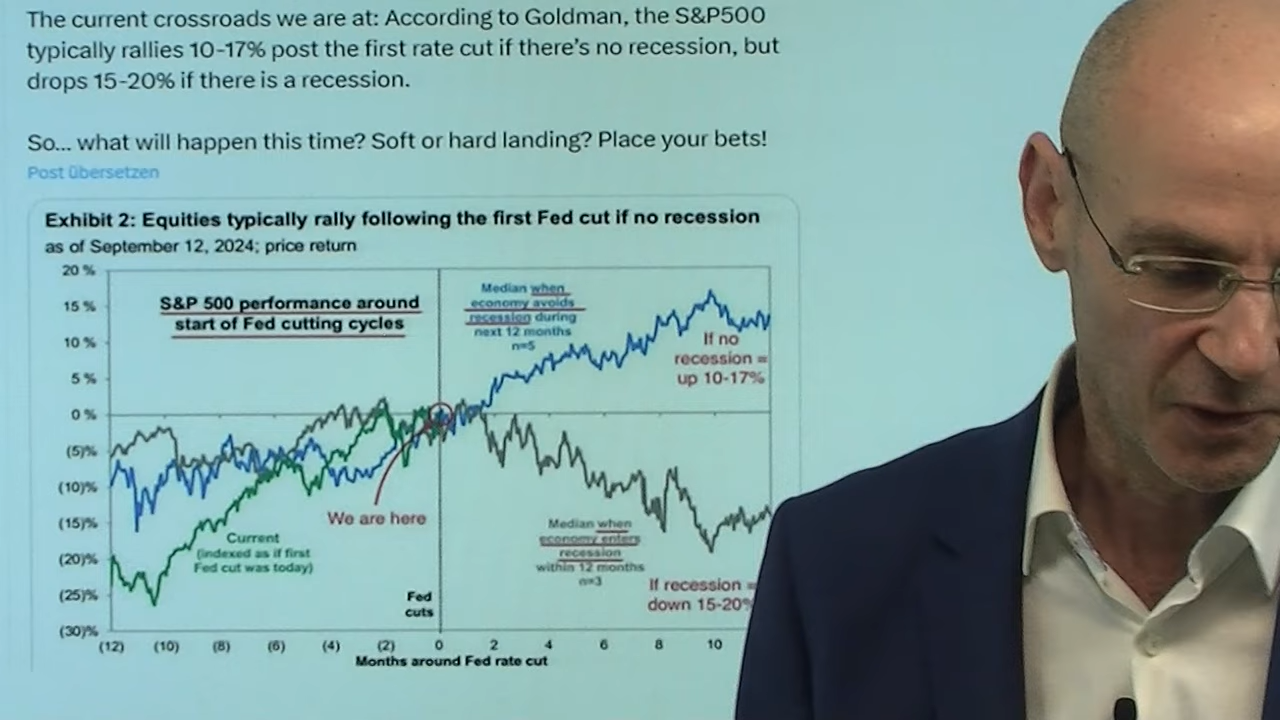 The current crossroads we are at: According to Goldman, the S&P500
typically rallies 10-17% post the first rate cut if there's no recession, but
drops 15-20% if there is a recession.
So... what will happen this time? Soft or hard landing? Place your bets!
Post übersetzen
Exhibit 2: Equities typically rally following the first Fed cut if no recession
as of September 12, 2024; price return
20 %
15 %
10 %
5 %
0 %
(5)%
(10)%
(15)%
(20)%
(25)%
(30)%
S&P 500 performance around
start of Fed cutting cycles
Median when
economy avoids
recession during
next 12 months
n=5
If no
recession =
up 10-17%
We are here
Current
(indexed as if first
Fed cut was today)
Median when
economy enters
recession
within 12 months
n=3
If recession =
down 15-20%
Fed
cuts
(12) (10) (8) (6) (4) (2) 0 2 4 6 8 10
Months around Fed rate cut